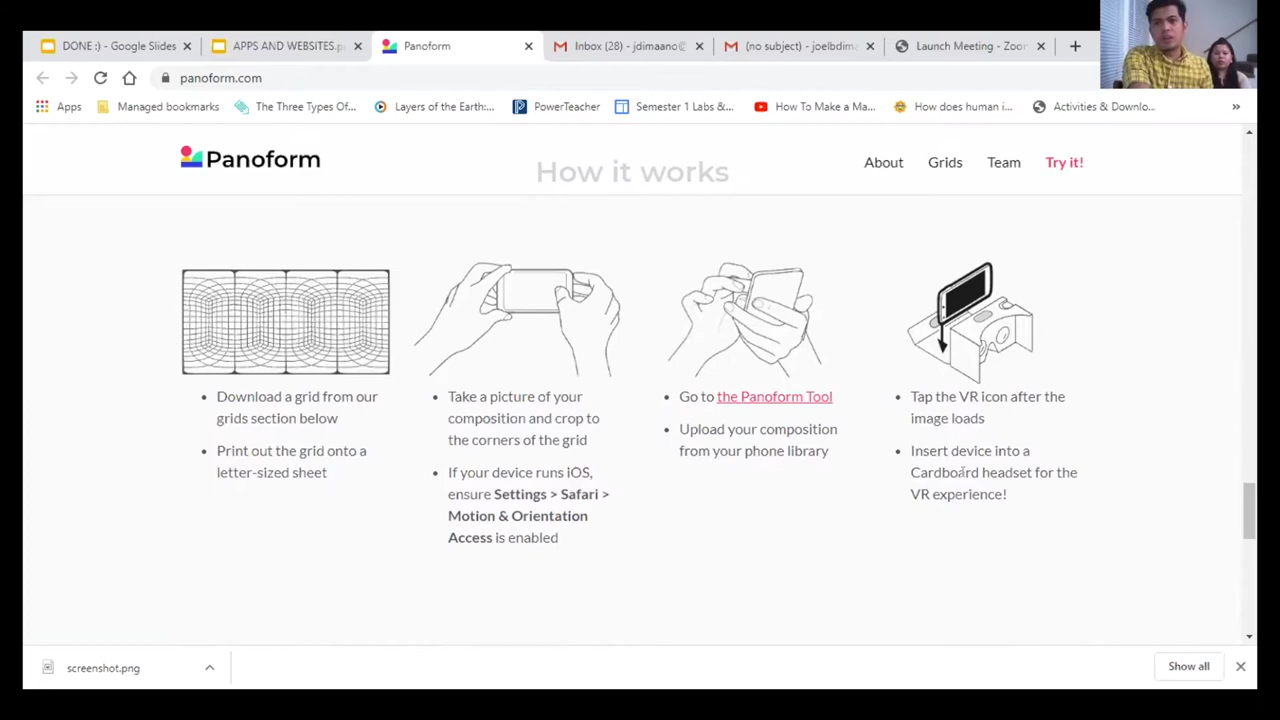 DONE :) - Google Slides
APPS AND WEBSITES.p
Panoform
Inbox (28) - jdimaano@
(no subject) - joelbdima
Launch Meeting - Zoo
panoform.com
Apps
Managed bookmarks
The Three Types Of...
Layers of the Earth:...
PowerTeacher
Semester 1 Labs &...
How To Make a Ma...
How does human i...
Activities & Downlo...
»
Panoform
How it works
About
Grids
Team
Try it!
• Download a grid from our
grids section below
• Print out the grid onto a
letter-sized sheet
• Take a picture of your
composition and crop to
the corners of the grid
• If your device runs iOS,
ensure Settings > Safari >
Motion & Orientation
Access is enabled
• Go to the Panoform Tool
• Upload your composition
from your phone library
• Tap the VR icon after the
image loads
• Insert device into a
Cardboard headset for the
VR experience!
screenshot.png
Show all